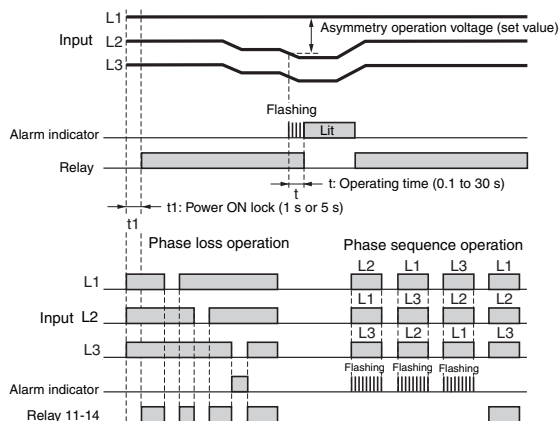 L1
Asymmetry operation voltage (set value)
Input L2
L3
Flashing
Alarm indicator
Lit
Relay
t
t: Operating time (0.1 to 30 s)
t1: Power ON lock (1 s or 5 s)
t1
Phase loss operation
Phase sequence operation
L1
L2 L1 L3 L1
Input L2
L1 L3 L2 L2
L3
L3 L2 L1 L3
Alarm indicator
Flashing Flashing Flashing
Relay 11-14